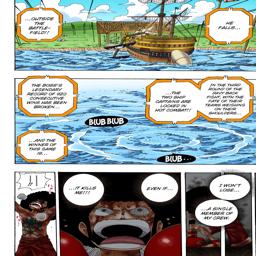 ...OUTSIDE
THE
BATTLE-
FIELD!!
HE
FALLS...
THE BOSS'S
LEGENDARY
RECORD OF 920
CONSECUTIVE
WINS HAS BEEN
BROKEN...
...THE
TWO SHIP
CAPTAINS ARE
LOCKED IN
HOT COMBAT!!
IN THE THIRD
ROUND OF THE
DAVY BACK
FIGHT, WITH THE
FATE OF THEIR
TEAMS WEIGHING
ON THEIR
SHOULDERS...
BLUB BLUB
...AND THE
WINNER OF
THIS GAME
IS...
BLUB...
...IT KILLS
ME!!!
EVEN IF...
I WON'T
LOSE...
...A SINGLE
MEMBER OF
MY CREW.